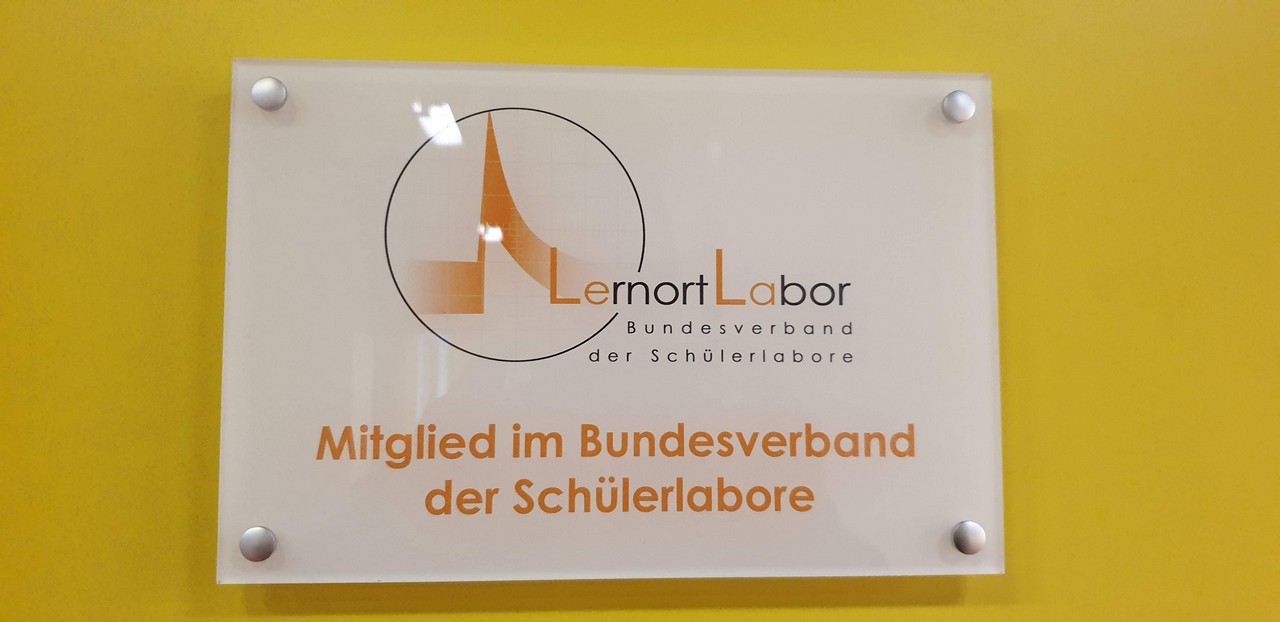 LernortLabor
Bundesverband
der Schülerlabore
Mitglied im Bundesverband
der Schülerlabore